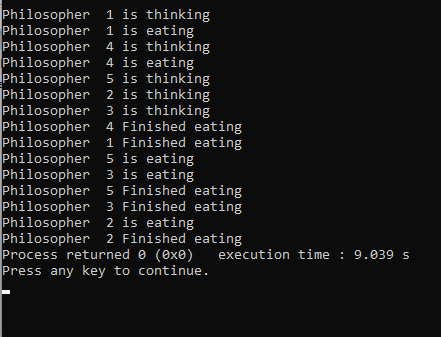 Philosopher  1 is thinking
Philosopher  1 is eating
Philosopher  4 is thinking
Philosopher  4 is eating
Philosopher  5 is thinking
Philosopher  2 is thinking
Philosopher  3 is thinking
Philosopher  4 Finished eating
Philosopher  1 Finished eating
Philosopher  5 is eating
Philosopher  3 is eating
Philosopher  5 Finished eating
Philosopher  3 Finished eating
Philosopher  2 is eating
Philosopher  2 Finished eating
Process returned 0 (0x0)   execution time : 9.039 s
Press any key to continue.